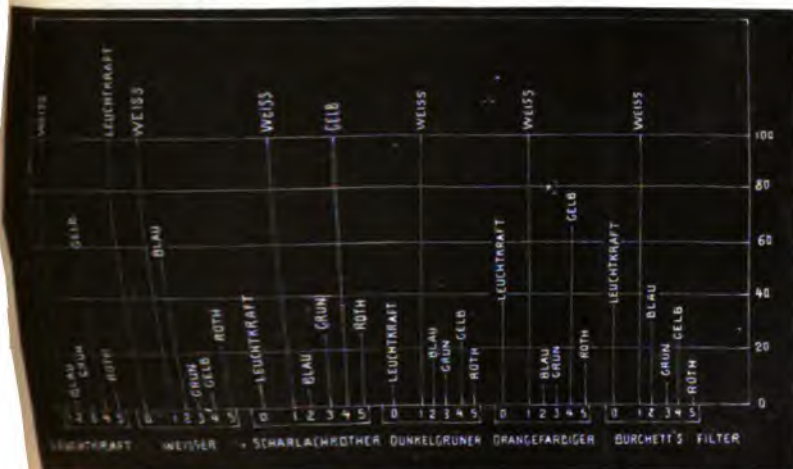 WEISS
GELB
BLAU
GRÜN
ROTH
LEUCHTKRAFT
WEISS
BLAU
GRÜN
GELB
ROTH
LEUCHTKRAFT
WEISS
BLAU
GRÜN
GELB
ROTH
LEUCHTKRAFT
WEISS
BLAU
GRÜN
GELB
ROTH
LEUCHTKRAFT
WEISS
BLAU
GRÜN
GELB
ROTH
LEUCHTKRAFT
WEISS
BLAU
GRÜN
GELB
ROTH
100
80
60
40
20
0
2 3 4 5
0 1 2 3 4 5
0 1 2 3 4 5
0 1 2 3 4 5
0 1 2 3 4 5
0 1 2 3 4 5
LEUCHTKRAFT WEISSER SCHARLACHROTHER DUNKELGRÜNER ORANGEFARBIGER BURCHETT'S FILTER